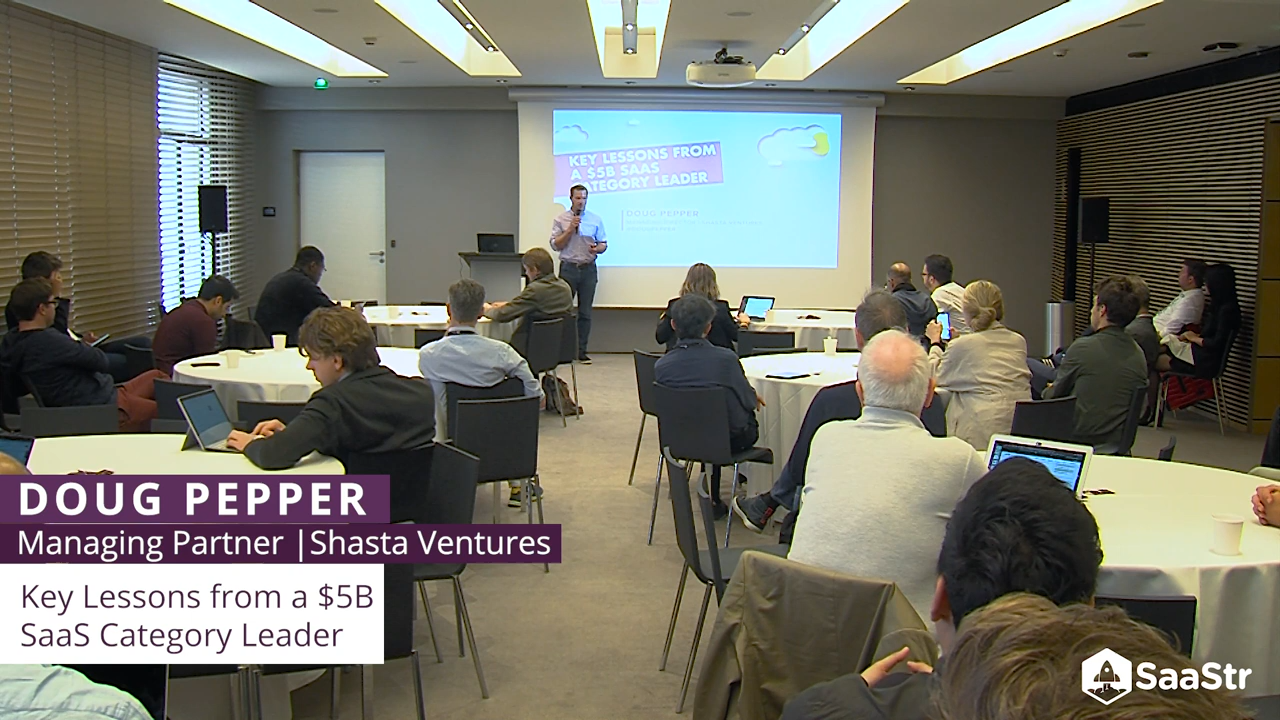 KEY LESSONS FROM
A $5B SAAS
CATEGORY LEADER
DOUG PEPPER
DOUG PEPPER
Managing Partner |Shasta Ventures
Key Lessons from a $5B
SaaS Category Leader
SaaStr